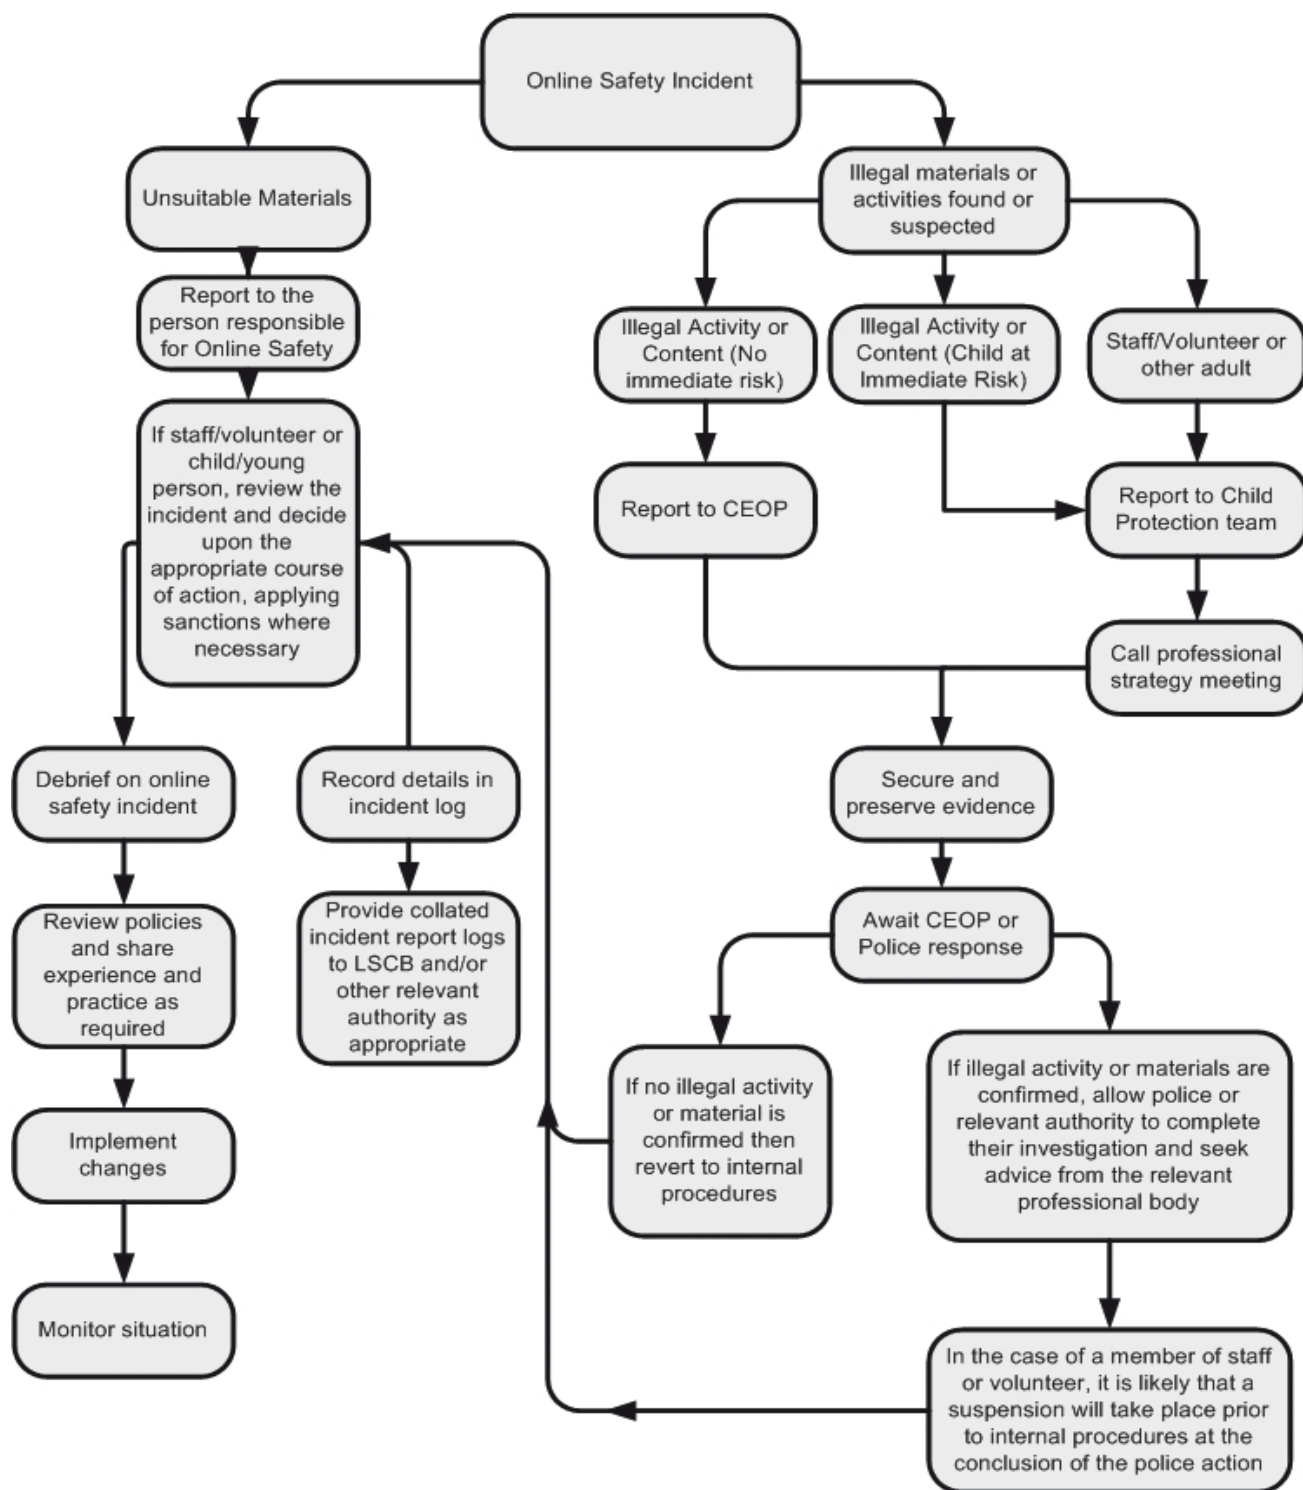 Online Safety Incident
Unsuitable Materials
Report to the
person responsible
for Online Safety
If staff/volunteer or
child/young
person, review the
incident and decide
upon the
appropriate course
of action, applying
sanctions where
necessary
Debrief on online
safety incident
Review policies
and share
experience and
practice as
required
Implement
changes
Monitor situation
Record details in
incident log
Provide collated
incident report logs
to LSCB and/or
other relevant
authority as
appropriate
Illegal materials or
activities found or
suspected
Illegal Activity or
Content (No
immediate risk)
Illegal Activity or
Content (Child at
Immediate Risk)
Staff/Volunteer or
other adult
Report to CEOP
Report to Child
Protection team
Call professional
strategy meeting
Secure and
preserve evidence
Await CEOP or
Police response
If no illegal activity
or material is
confirmed then
revert to internal
procedures
If illegal activity or materials are
confirmed, allow police or
relevant authority to complete
their investigation and seek
advice from the relevant
professional body
In the case of a member of staff
or volunteer, it is likely that a
suspension will take place prior
to internal procedures at the
conclusion of the police action